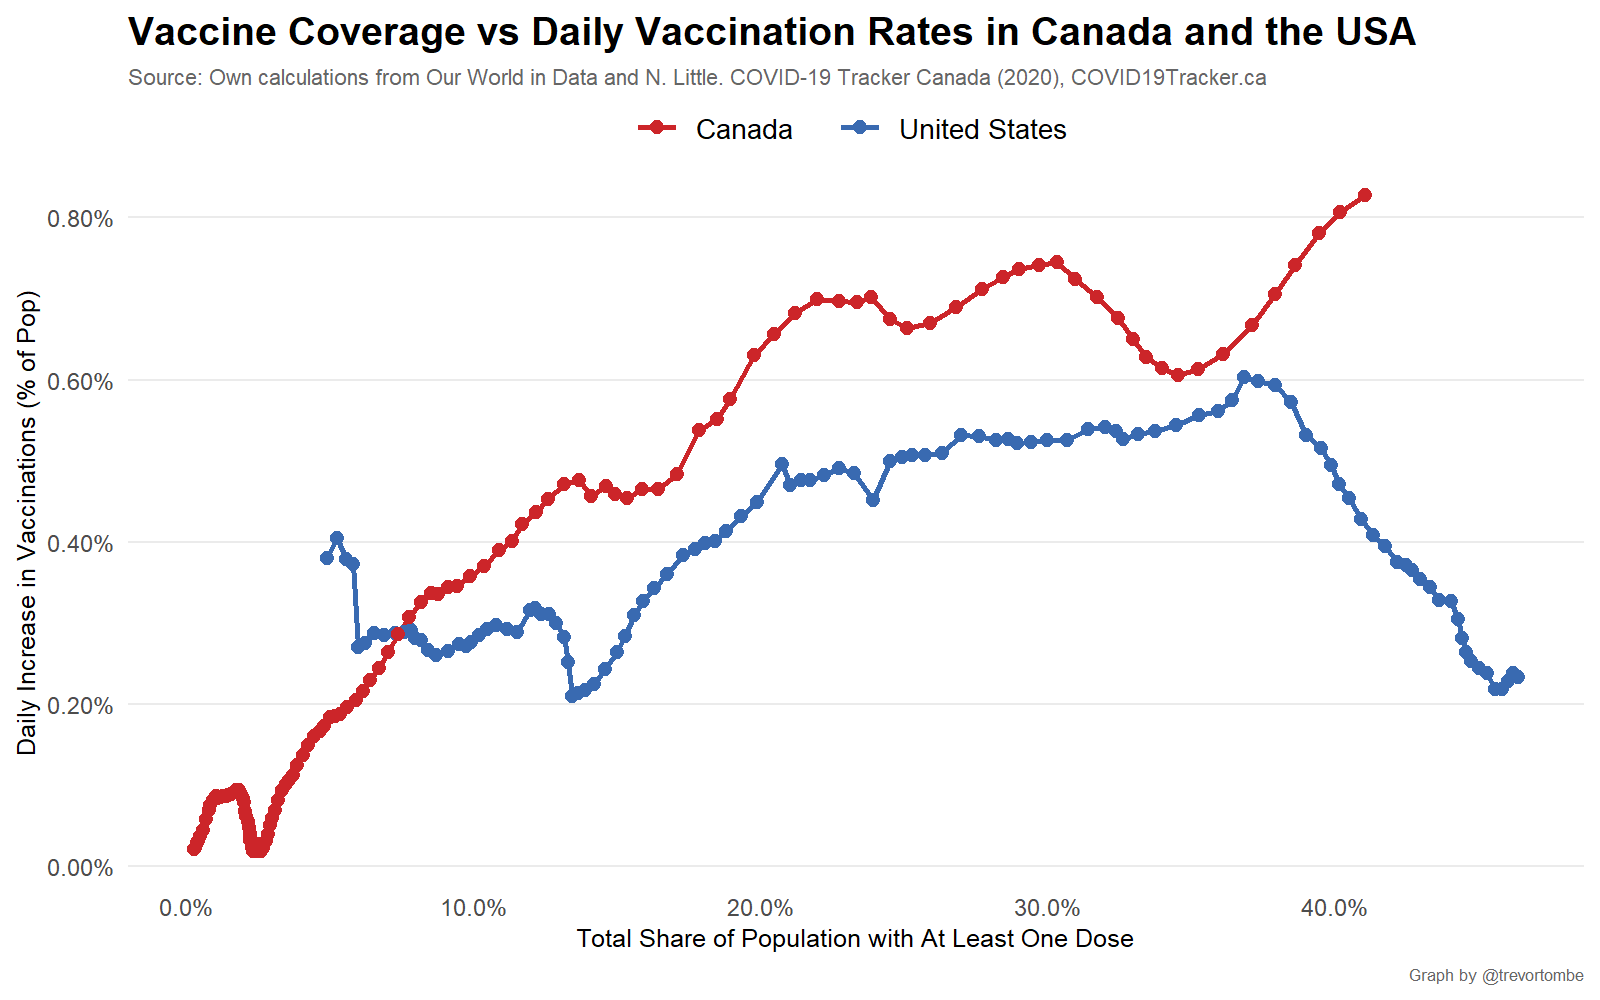 Vaccine Coverage vs Daily Vaccination Rates in Canada and the USA
Source: Own calculations from Our World in Data and N. Little. COVID-19 Tracker Canada (2020), COVID19Tracker.ca
Canada
United States
Daily Increase in Vaccinations (% of Pop)
0.80%
0.60%
0.40%
0.20%
0.00%
0.0%
10.0%
20.0%
30.0%
40.0%
Total Share of Population with At Least One Dose
Graph by @trevortombe